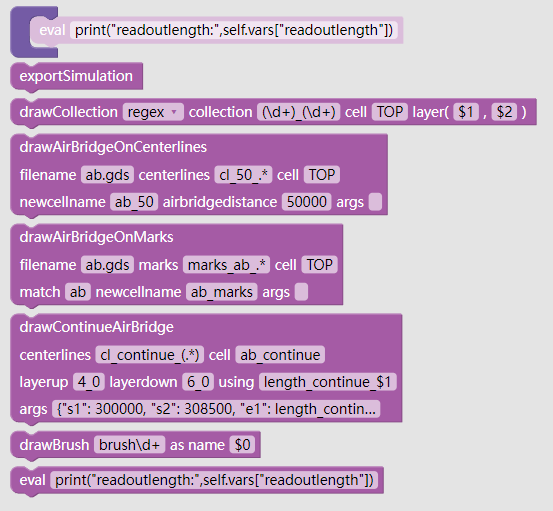 eval print("readoutlength:",self.vars["readoutlength"])
exportSimulation
drawCollection regex collection (\d+)_(\d+) cell TOP layer( $1 , $2 )
drawAirBridgeOnCenterlines
filename ab.gds centerlines cl_50_.* cell TOP
newcellname ab_50 airbridgedistance 50000 args
drawAirBridgeOnMarks
filename ab.gds marks marks_ab_.* cell TOP
match ab newcellname ab_marks args
drawContinueAirBridge
centerlines cl_continue_(.*) cell ab_continue
layerup 4_0 layerdown 6_0 using length_continue_$1
args {"s1": 300000, "s2": 308500, "e1": length_contin...
drawBrush brush\d+ as name $0
eval print("readoutlength:",self.vars["readoutlength"])